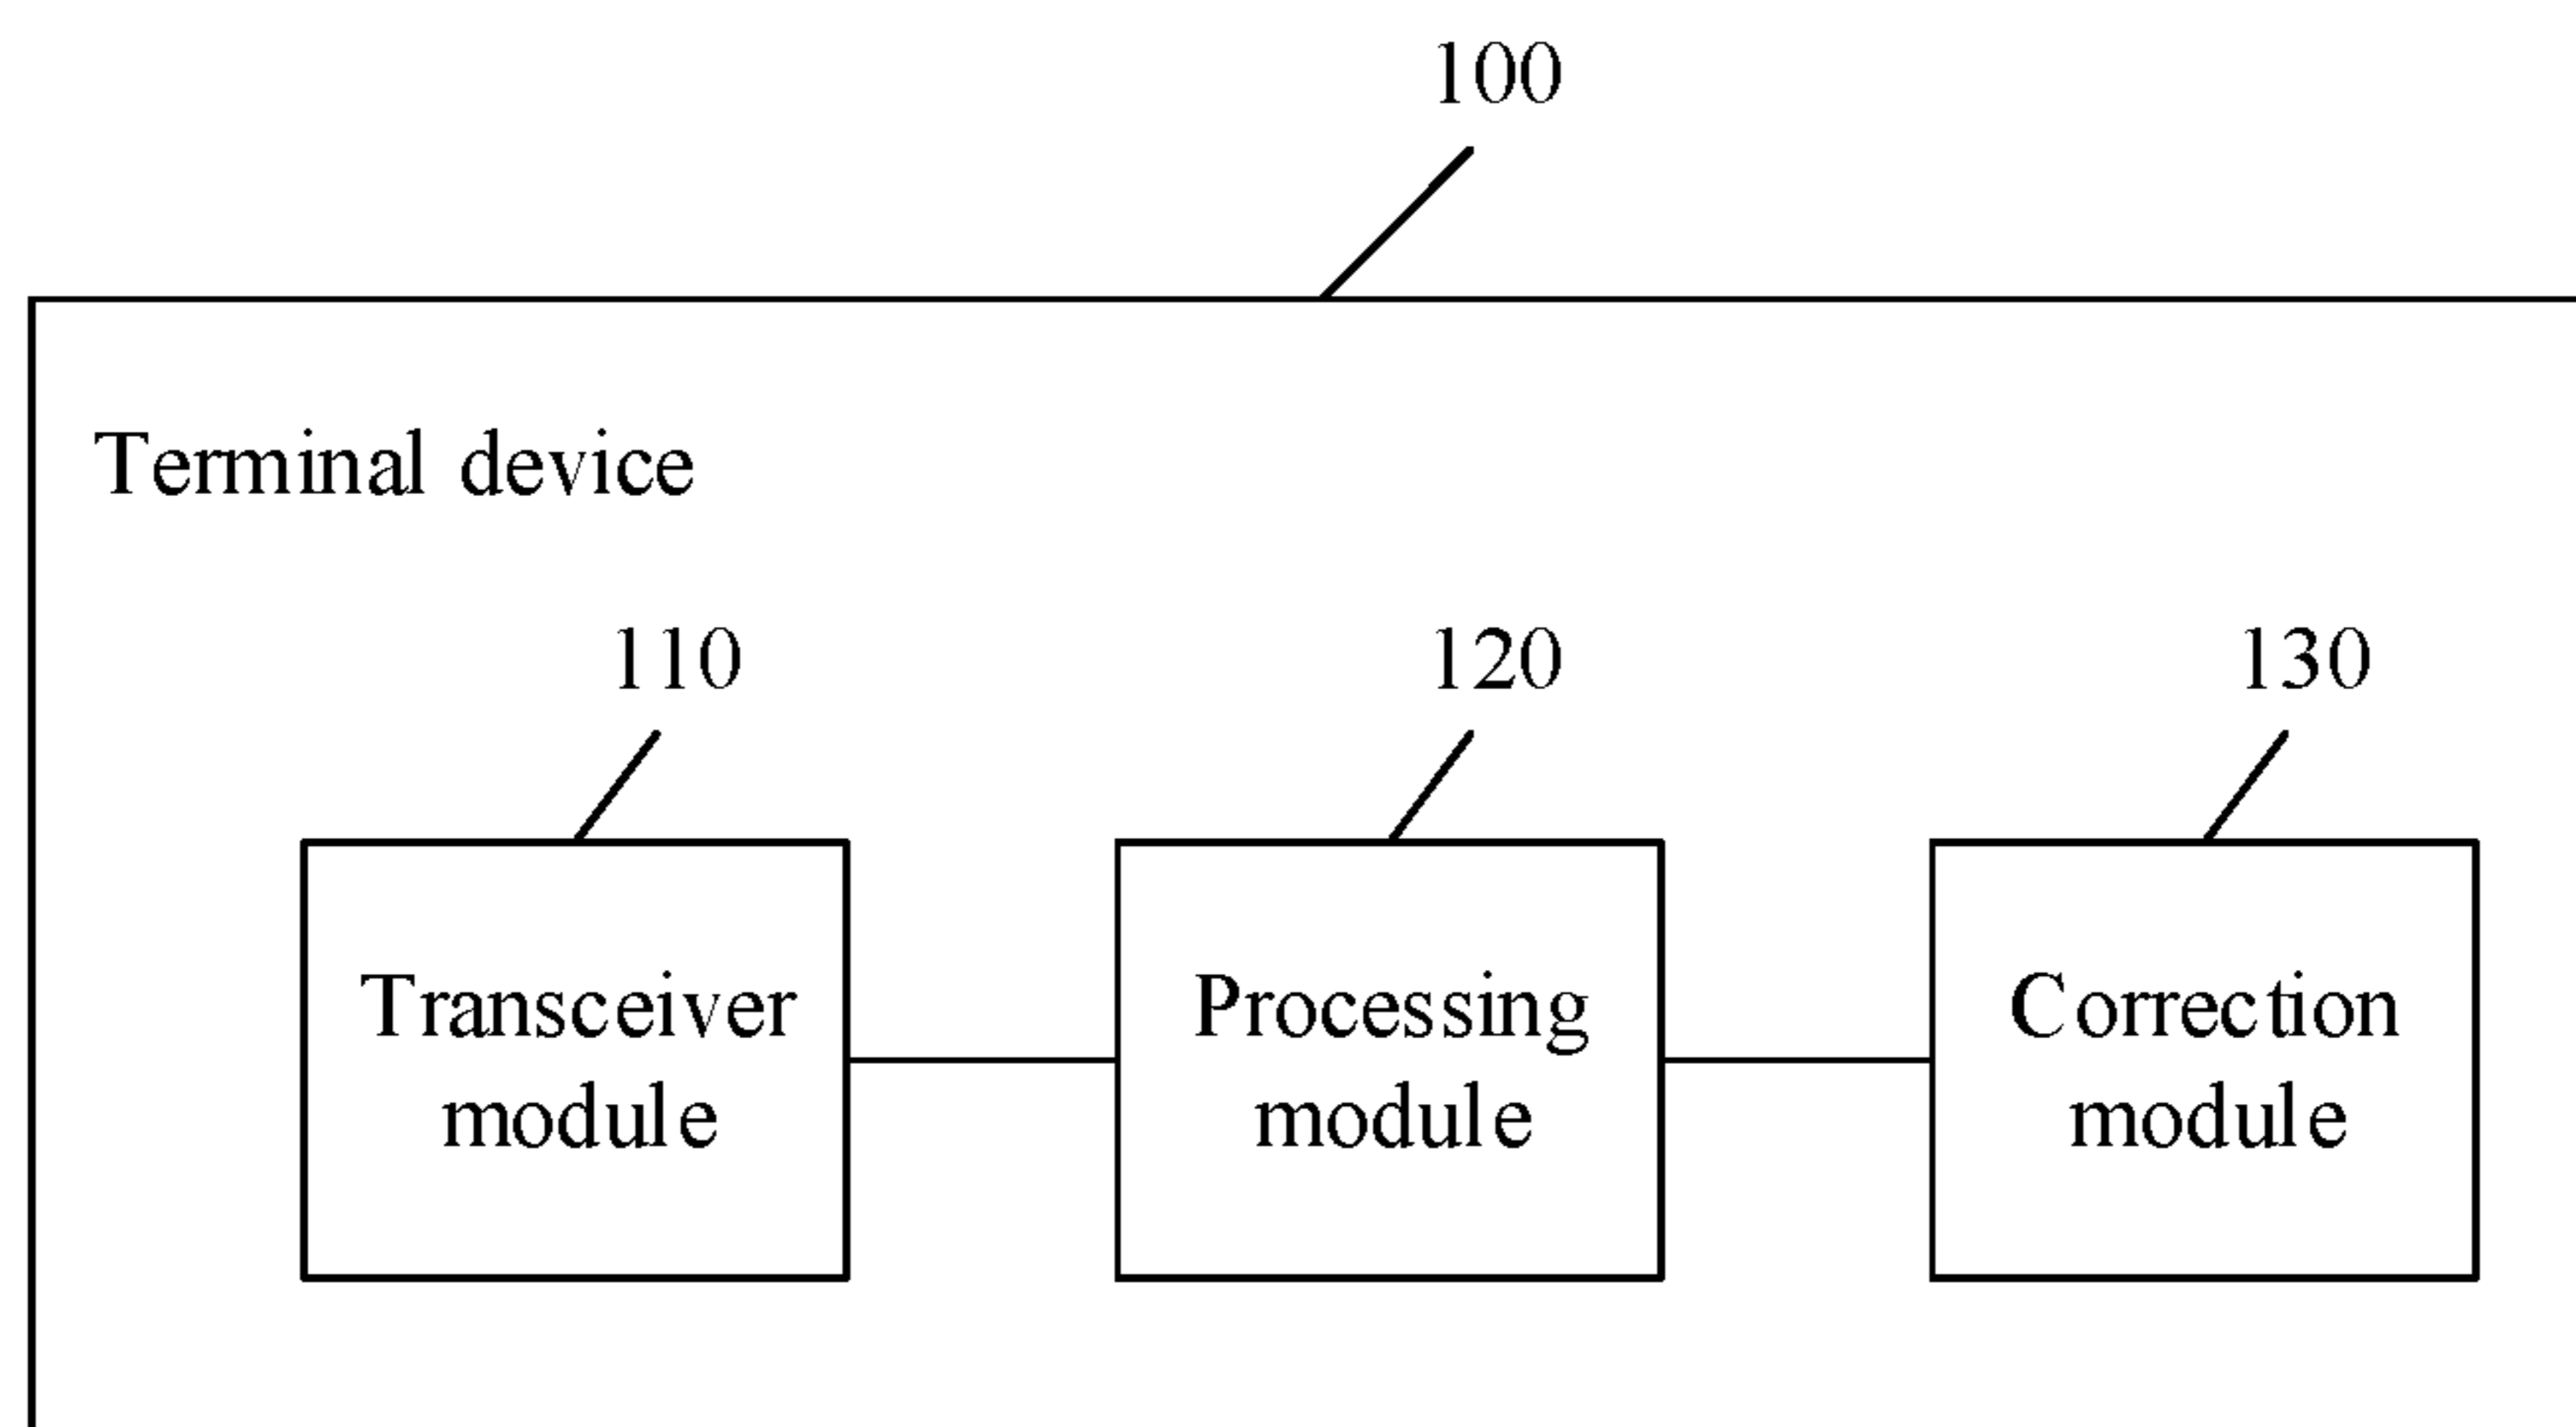 100
Terminal device
110
120
130
Transceiver
module
Processing
module
Correction
module